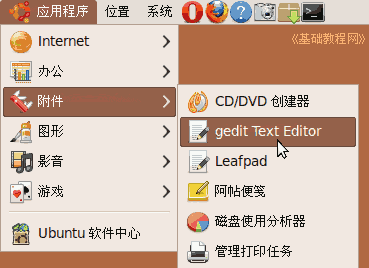 应用程序 位置 系统
《基础教程网》
Internet
办公
附件
图形
影音
游戏
Ubuntu 软件中心
CD/DVD 创建器
gedit Text Editor
Leafpad
阿帖便笺
磁盘使用分析器
管理打印任务